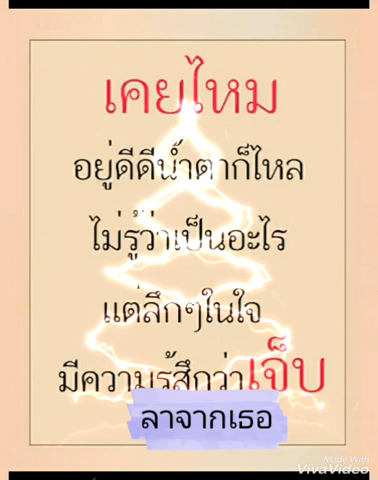 เคยไหม
อยู่ดีดีน้ำตาก็ไหล
ไม่รู้ว่าเป็นอะไร
แต่ลึกๆในใจ
มีความรู้สึกว่าเจ็บ
ลาจากเธอ
Made With
VivaVideo